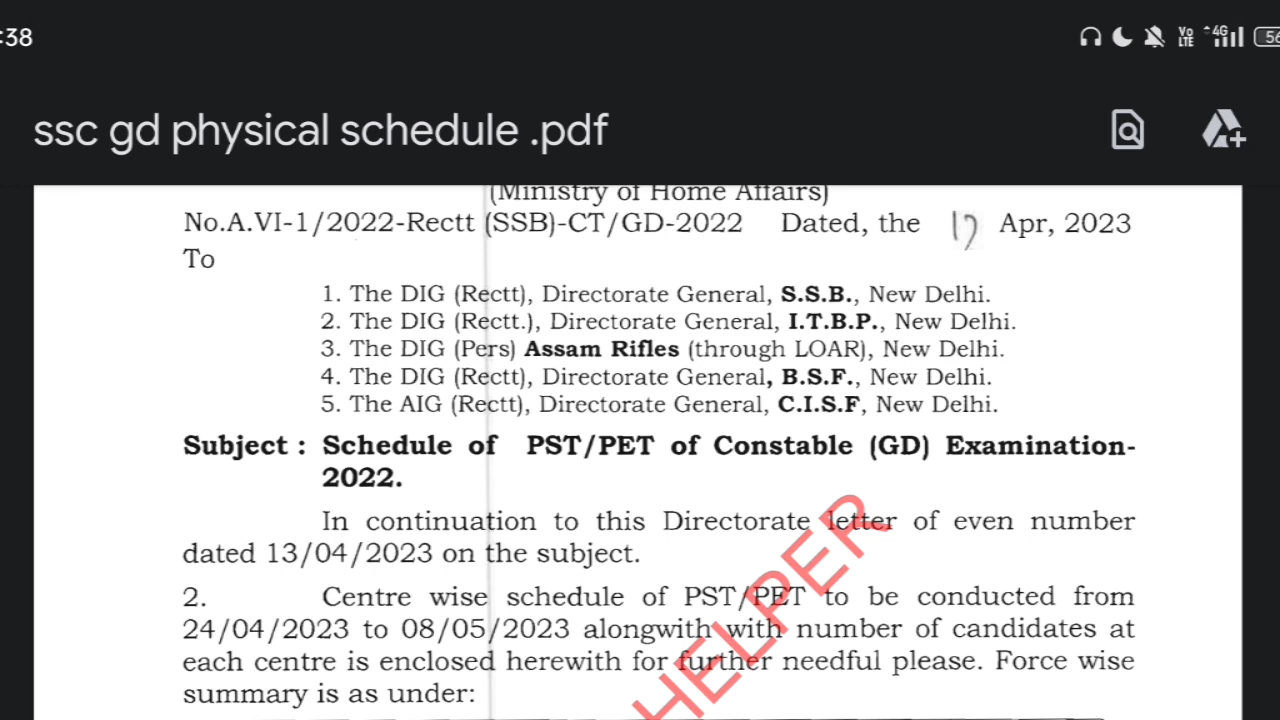 :38
VO LTE 4G 56
ssc gd physical schedule .pdf
(Ministry of Home Affairs)
No.A.VI-1/2022-Rectt (SSB)-CT/GD-2022 Dated, the 17 Apr, 2023
To
1. The DIG (Rectt), Directorate General, S.S.B., New Delhi.
2. The DIG (Rectt.), Directorate General, I.T.B.P., New Delhi.
3. The DIG (Pers) Assam Rifles (through LOAR), New Delhi.
4. The DIG (Rectt), Directorate General, B.S.F., New Delhi.
5. The AIG (Rectt), Directorate General, C.I.S.F, New Delhi.
Subject : Schedule of PST/PET of Constable (GD) Examination-
2022.
In continuation to this Directorate letter of even number
dated 13/04/2023 on the subject.
2. Centre wise schedule of PST/PET to be conducted from
24/04/2023 to 08/05/2023 alongwith with number of candidates at
each centre is enclosed herewith for further needful please. Force wise
summary is as under:
HELPER